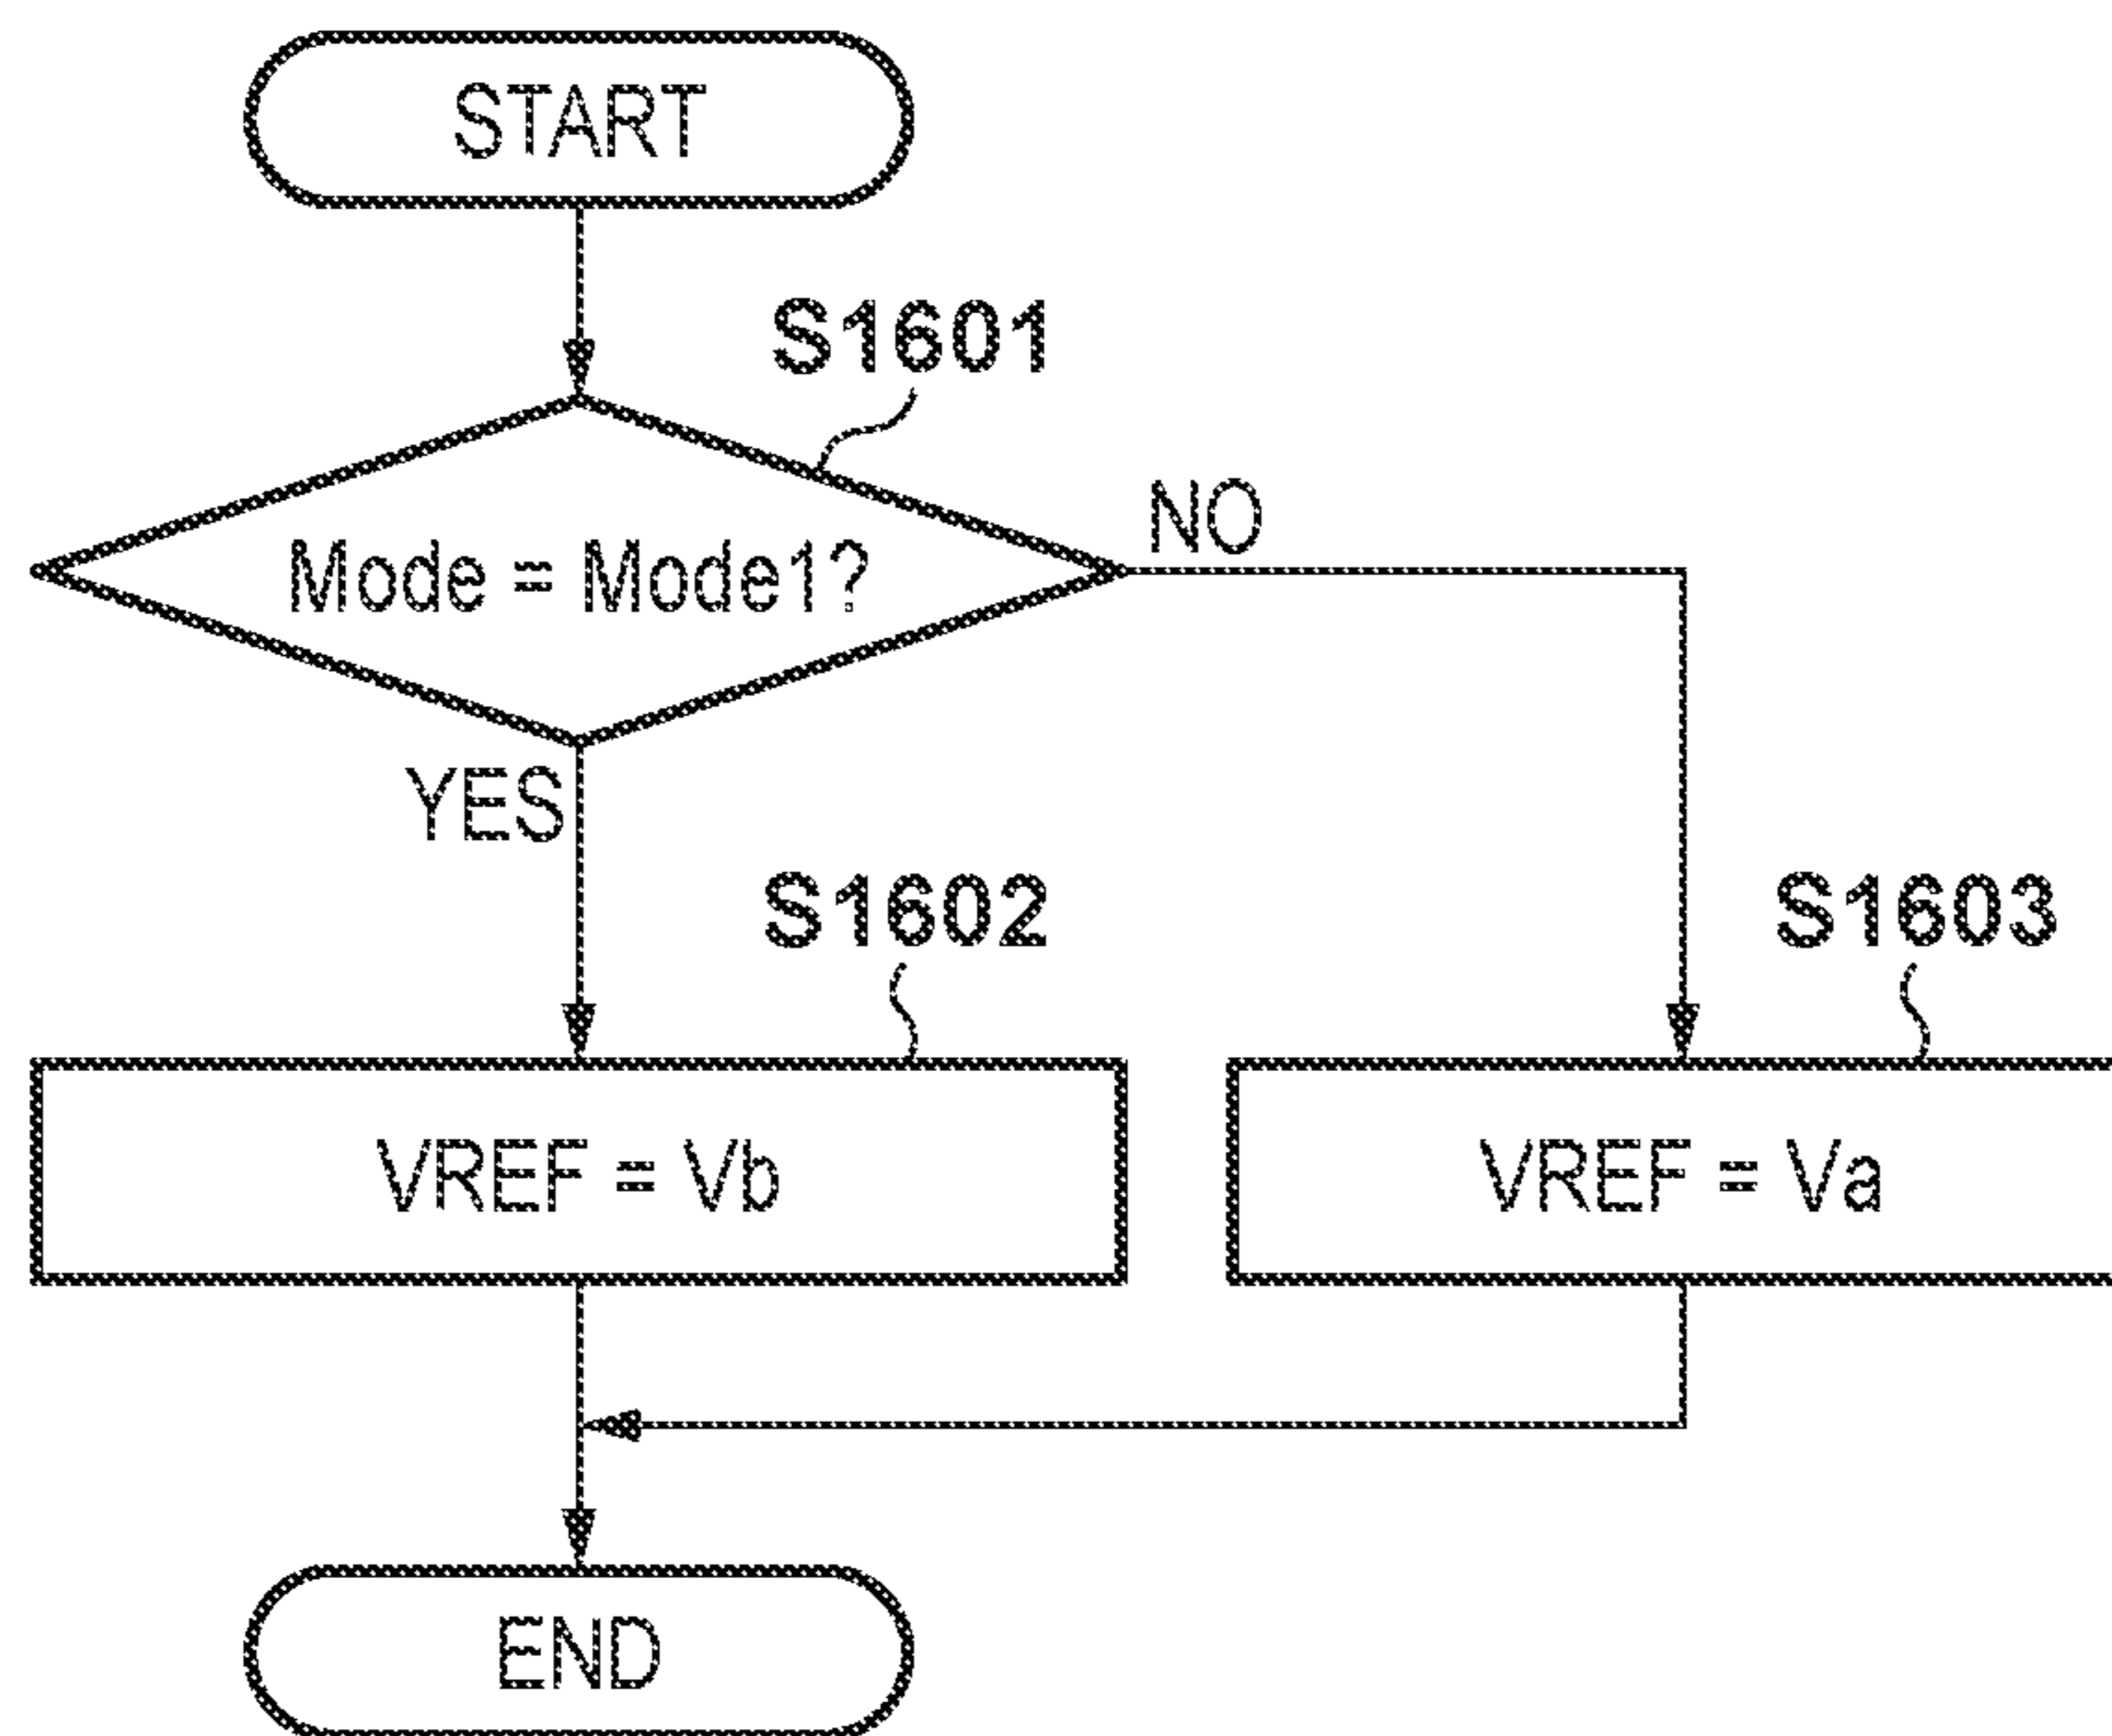 START
S1601
Mode = Mode1?
NO
YES
S1602
S1603
VREF = Vb
VREF = Va
END